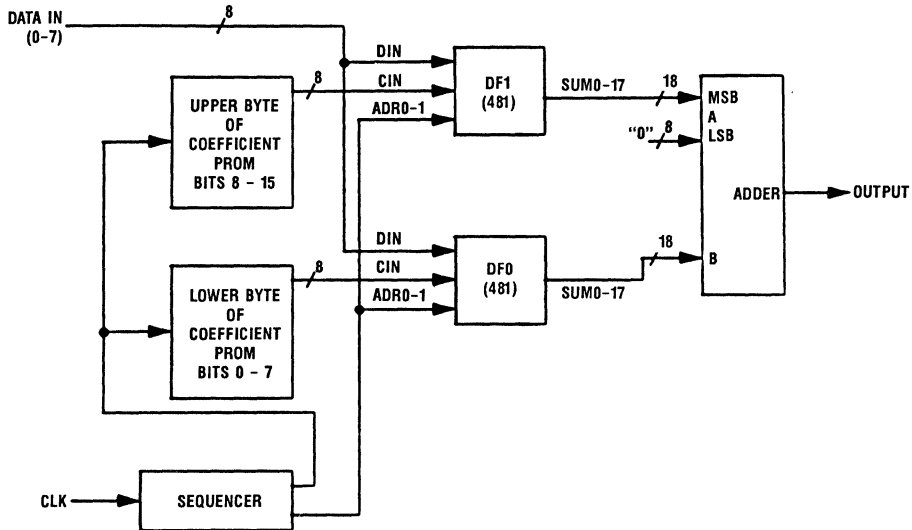 DATA IN
(0–7)
8
DIN
8
CIN
ADR0–1
UPPER BYTE
OF
COEFFICIENT
PROM
BITS 8 – 15
DF1
(481)
SUM0–17
18
MSB
A
LSB
"0"
8
ADDER
OUTPUT
DIN
8
CIN
ADR0–1
LOWER BYTE
OF
COEFFICIENT
PROM
BITS 0 – 7
DF0
(481)
SUM0–17
18
B
CLK
SEQUENCER